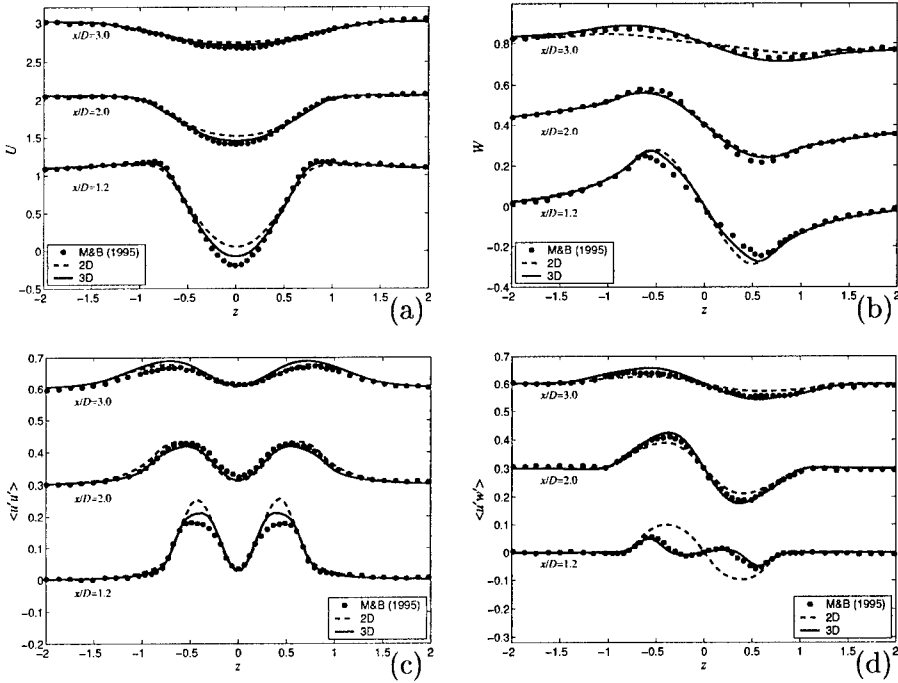 3
2.5
2
1.5
1
0.5
0
-0.5
U
x/D=3.0
x/D=2.0
x/D=1.2
M&B (1995)
2D
3D
-2 -1.5 -1 -0.5 0 0.5 1 1.5 2
z
(a)
1
0.8
0.6
0.4
0.2
0
-0.2
-0.4
W
x/D=3.0
x/D=2.0
x/D=1.2
M&B (1995)
2D
3D
-2 -1.5 -1 -0.5 0 0.5 1 1.5 2
z
(b)
0.7
0.6
0.5
0.4
0.3
0.2
0.1
0
-0.1
-0.2
<u'u'>
x/D=3.0
x/D=2.0
x/D=1.2
M&B (1995)
2D
3D
-2 -1.5 -1 -0.5 0 0.5 1 1.5 2
z
(c)
0.7
0.6
0.5
0.4
0.3
0.2
0.1
0
-0.1
-0.2
-0.3
<u'w'>
x/D=3.0
x/D=2.0
x/D=1.2
M&B (1995)
2D
3D
-2 -1.5 -1 -0.5 0 0.5 1 1.5 2
z
(d)